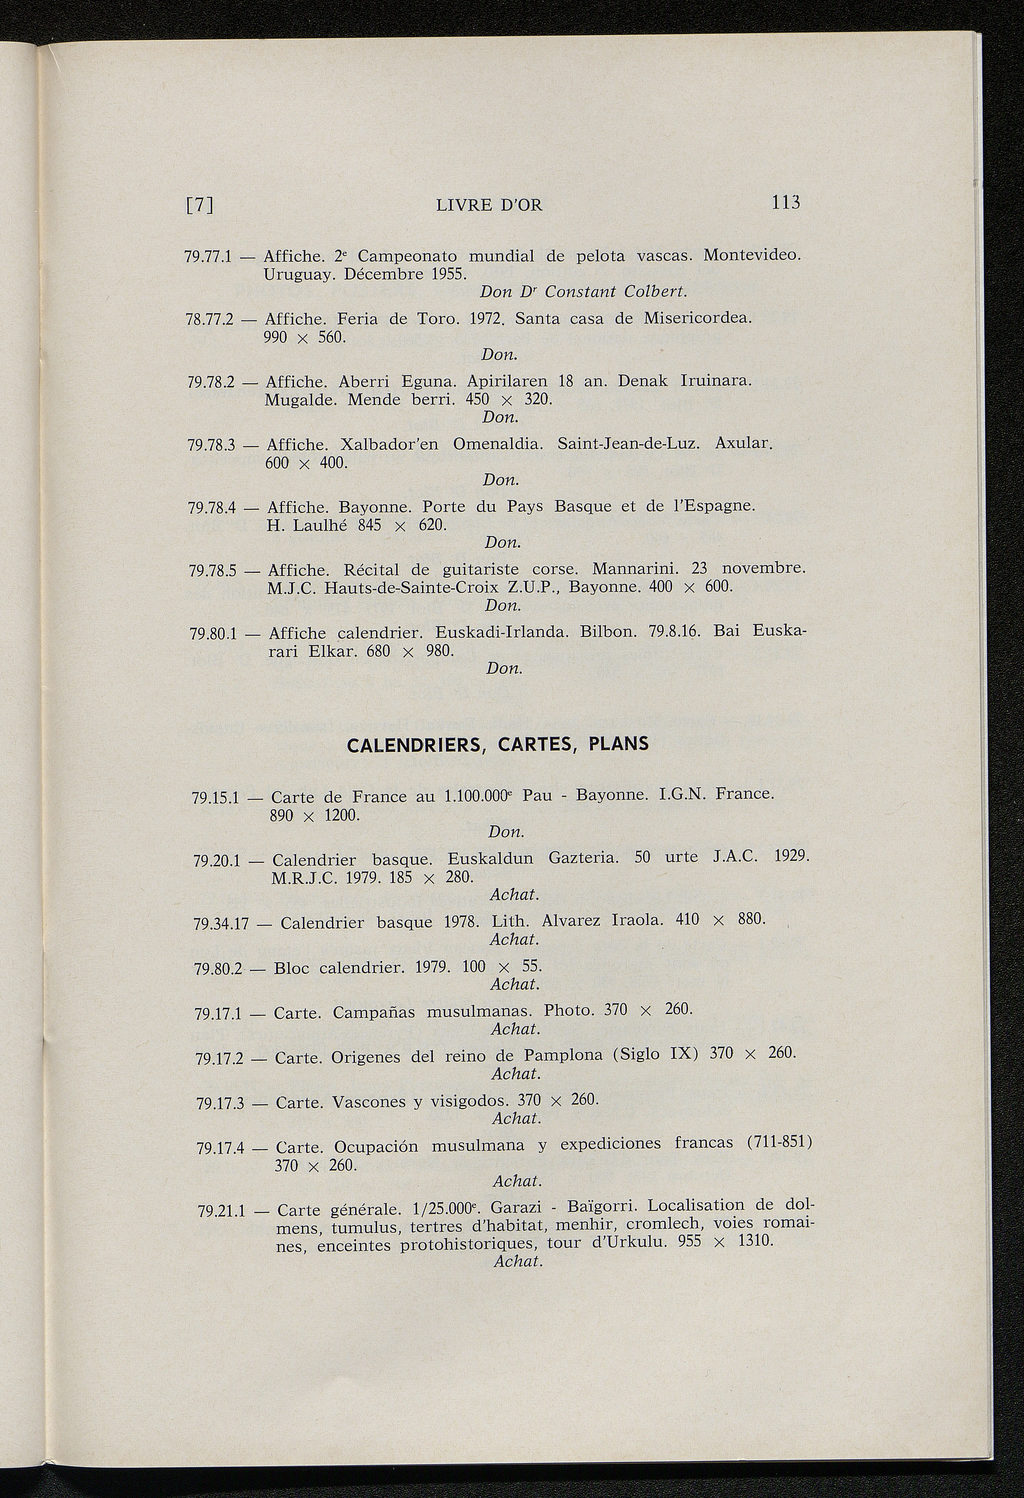 [7] LIVRE D'OR 113
79.77.1 — Affiche. 2e Campeonato mundial de pelota vascas. Montevideo.
Uruguay. Décembre 1955.
Don Dr Constant Colbert.
78.77.2 — Affiche. Feria de Toro. 1972. Santa casa de Misericordea.
990 × 560.
Don.
79.78.2 — Affiche. Aberri Eguna. Apirilaren 18 an. Denak Iruinara.
Mugalde. Mende berri. 450 × 320.
Don.
79.78.3 — Affiche. Xalbador'en Omenaldia. Saint-Jean-de-Luz. Axular.
600 × 400.
Don.
79.78.4 — Affiche. Bayonne. Porte du Pays Basque et de l'Espagne.
H. Laulhé 845 × 620.
Don.
79.78.5 — Affiche. Récital de guitariste corse. Mannarini. 23 novembre.
M.J.C. Hauts-de-Sainte-Croix Z.U.P., Bayonne. 400 × 600.
Don.
79.80.1 — Affiche calendrier. Euskadi-Irlanda. Bilbon. 79.8.16. Bai Euska-
rari Elkar. 680 × 980.
Don.
CALENDRIERS, CARTES, PLANS
79.15.1 — Carte de France au 1.100.000e Pau - Bayonne. I.G.N. France.
890 × 1200.
Don.
79.20.1 — Calendrier basque. Euskaldun Gazteria. 50 urte J.A.C. 1929.
M.R.J.C. 1979. 185 × 280.
Achat.
79.34.17 — Calendrier basque 1978. Lith. Alvarez Iraola. 410 × 880.
Achat.
79.80.2 — Bloc calendrier. 1979. 100 × 55.
Achat.
79.17.1 — Carte. Campañas musulmanas. Photo. 370 × 260.
Achat.
79.17.2 — Carte. Origenes del reino de Pamplona (Siglo IX) 370 × 260.
Achat.
79.17.3 — Carte. Vascones y visigodos. 370 × 260.
Achat.
79.17.4 — Carte. Ocupación musulmana y expediciones francas (711-851)
370 × 260.
Achat.
79.21.1 — Carte générale. 1/25.000e. Garazi - Baïgorri. Localisation de dol-
mens, tumulus, tertres d'habitat, menhir, cromlech, voies romai-
nes, enceintes protohistoriques, tour d'Urkulu. 955 × 1310.
Achat.